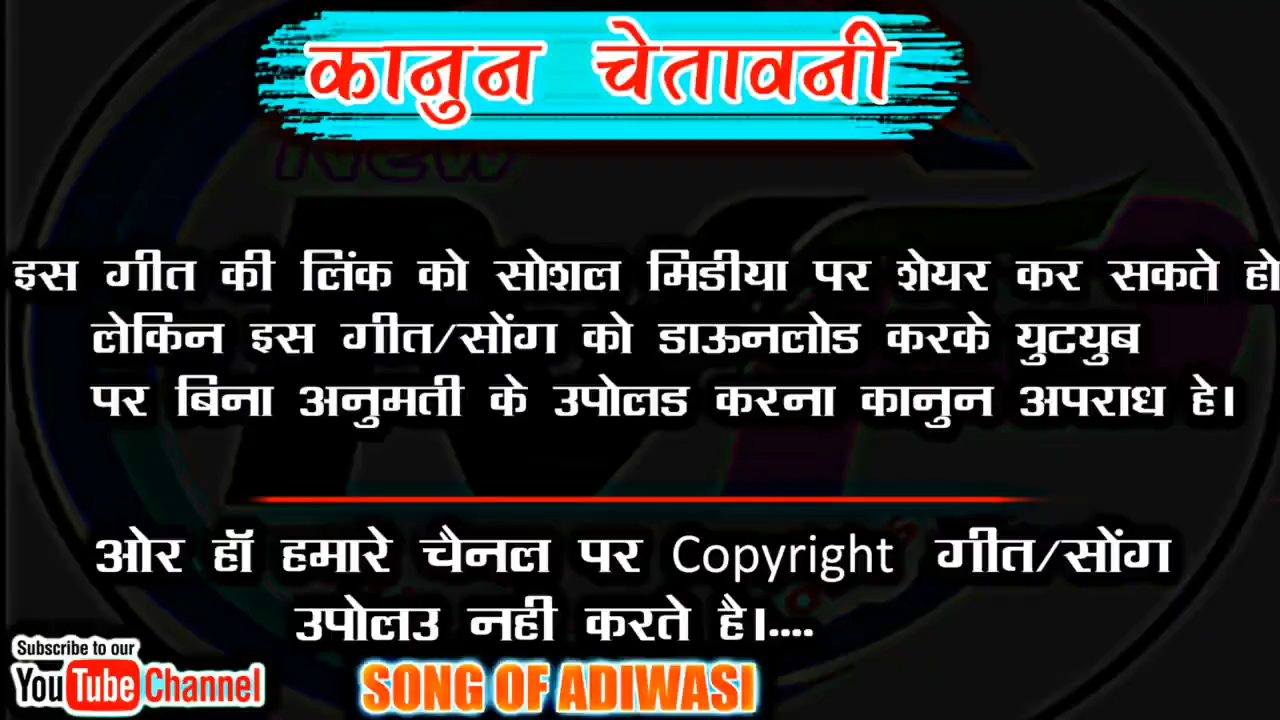 कानुन चेतावनी
New
इस गीत की लिंक को सोशल मिडीया पर शेयर कर सकते हो
लेकिन इस गीत/सोंग को डाऊनलोड करके युटयुब
पर बिना अनुमती के उपोलड करना कानुन अपराध हे।
ओर हॉ हमारे चैनल पर Copyright गीत/सोंग
उपोलउ नही करते है।....
Subscribe to our
YouTube Channel
SONG OF ADIWASI